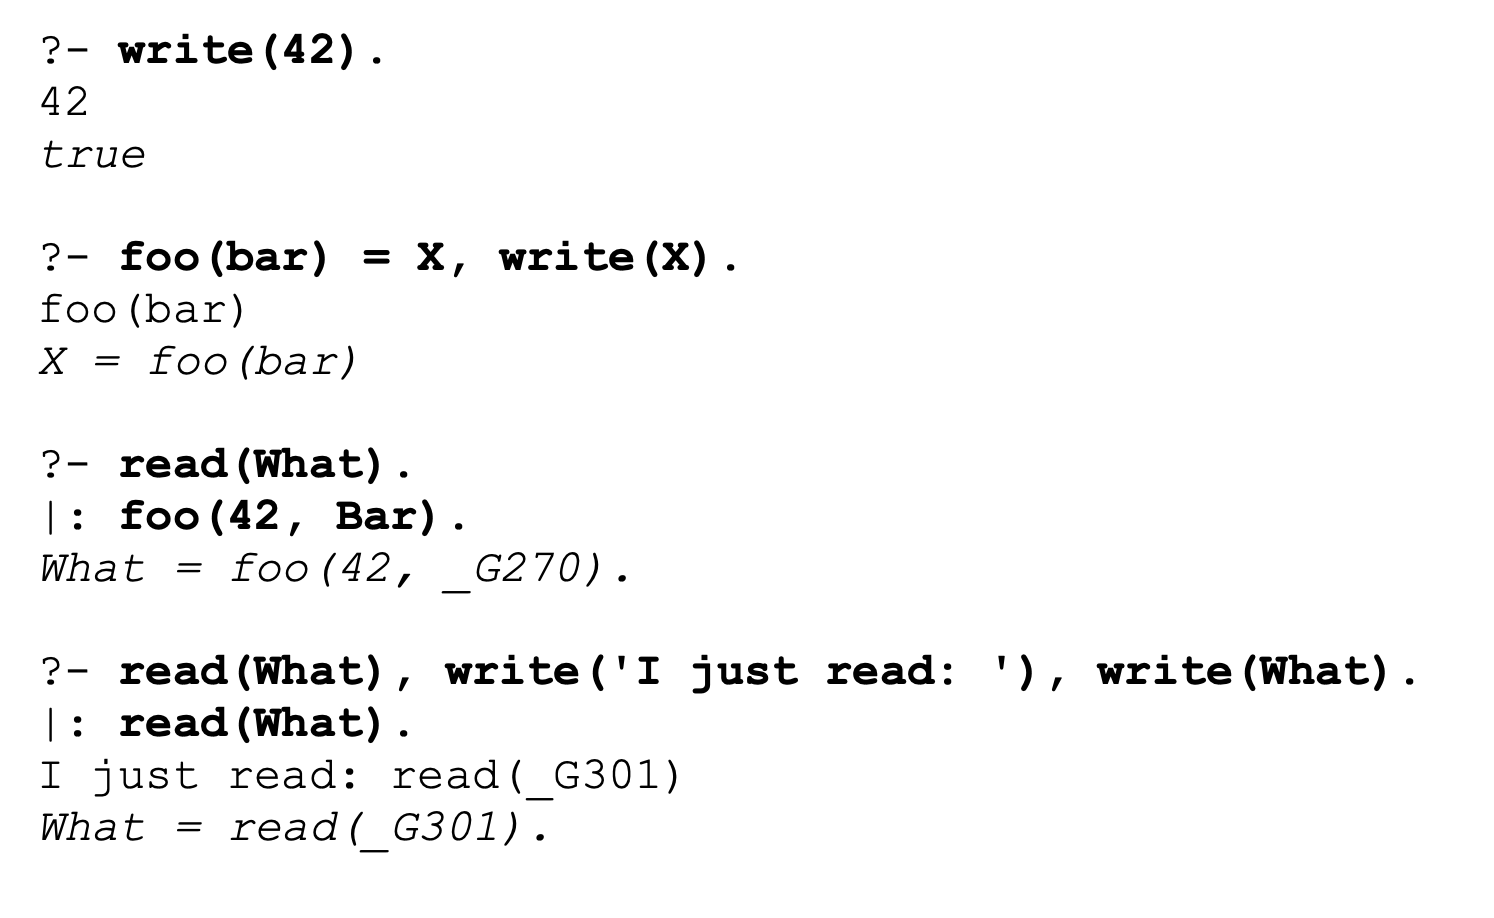 ?- write(42).
42
true
?- foo(bar) = X, write(X).
foo(bar)
X = foo(bar)
?- read(What).
|: foo(42, Bar).
What = foo(42, _G270).
?- read(What), write('I just read: '), write(What).
|: read(What).
I just read: read(_G301)
What = read(_G301).